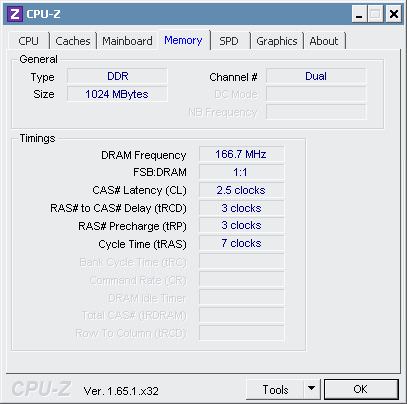 Z CPU-Z
CPU Caches Mainboard Memory SPD Graphics About
General
Type DDR Channel # Dual
Size 1024 MBytes DC Mode
NB Frequency
Timings
DRAM Frequency 166.7 MHz
FSB:DRAM 1:1
CAS# Latency (CL) 2.5 clocks
RAS# to CAS# Delay (tRCD) 3 clocks
RAS# Precharge (tRP) 3 clocks
Cycle Time (tRAS) 7 clocks
Bank Cycle Time (tRC)
Command Rate (CR)
DRAM Idle Timer
Total CAS# (tRDRAM)
Row To Column (tRCD)
CPU-Z Ver. 1.65.1.x32 Tools OK